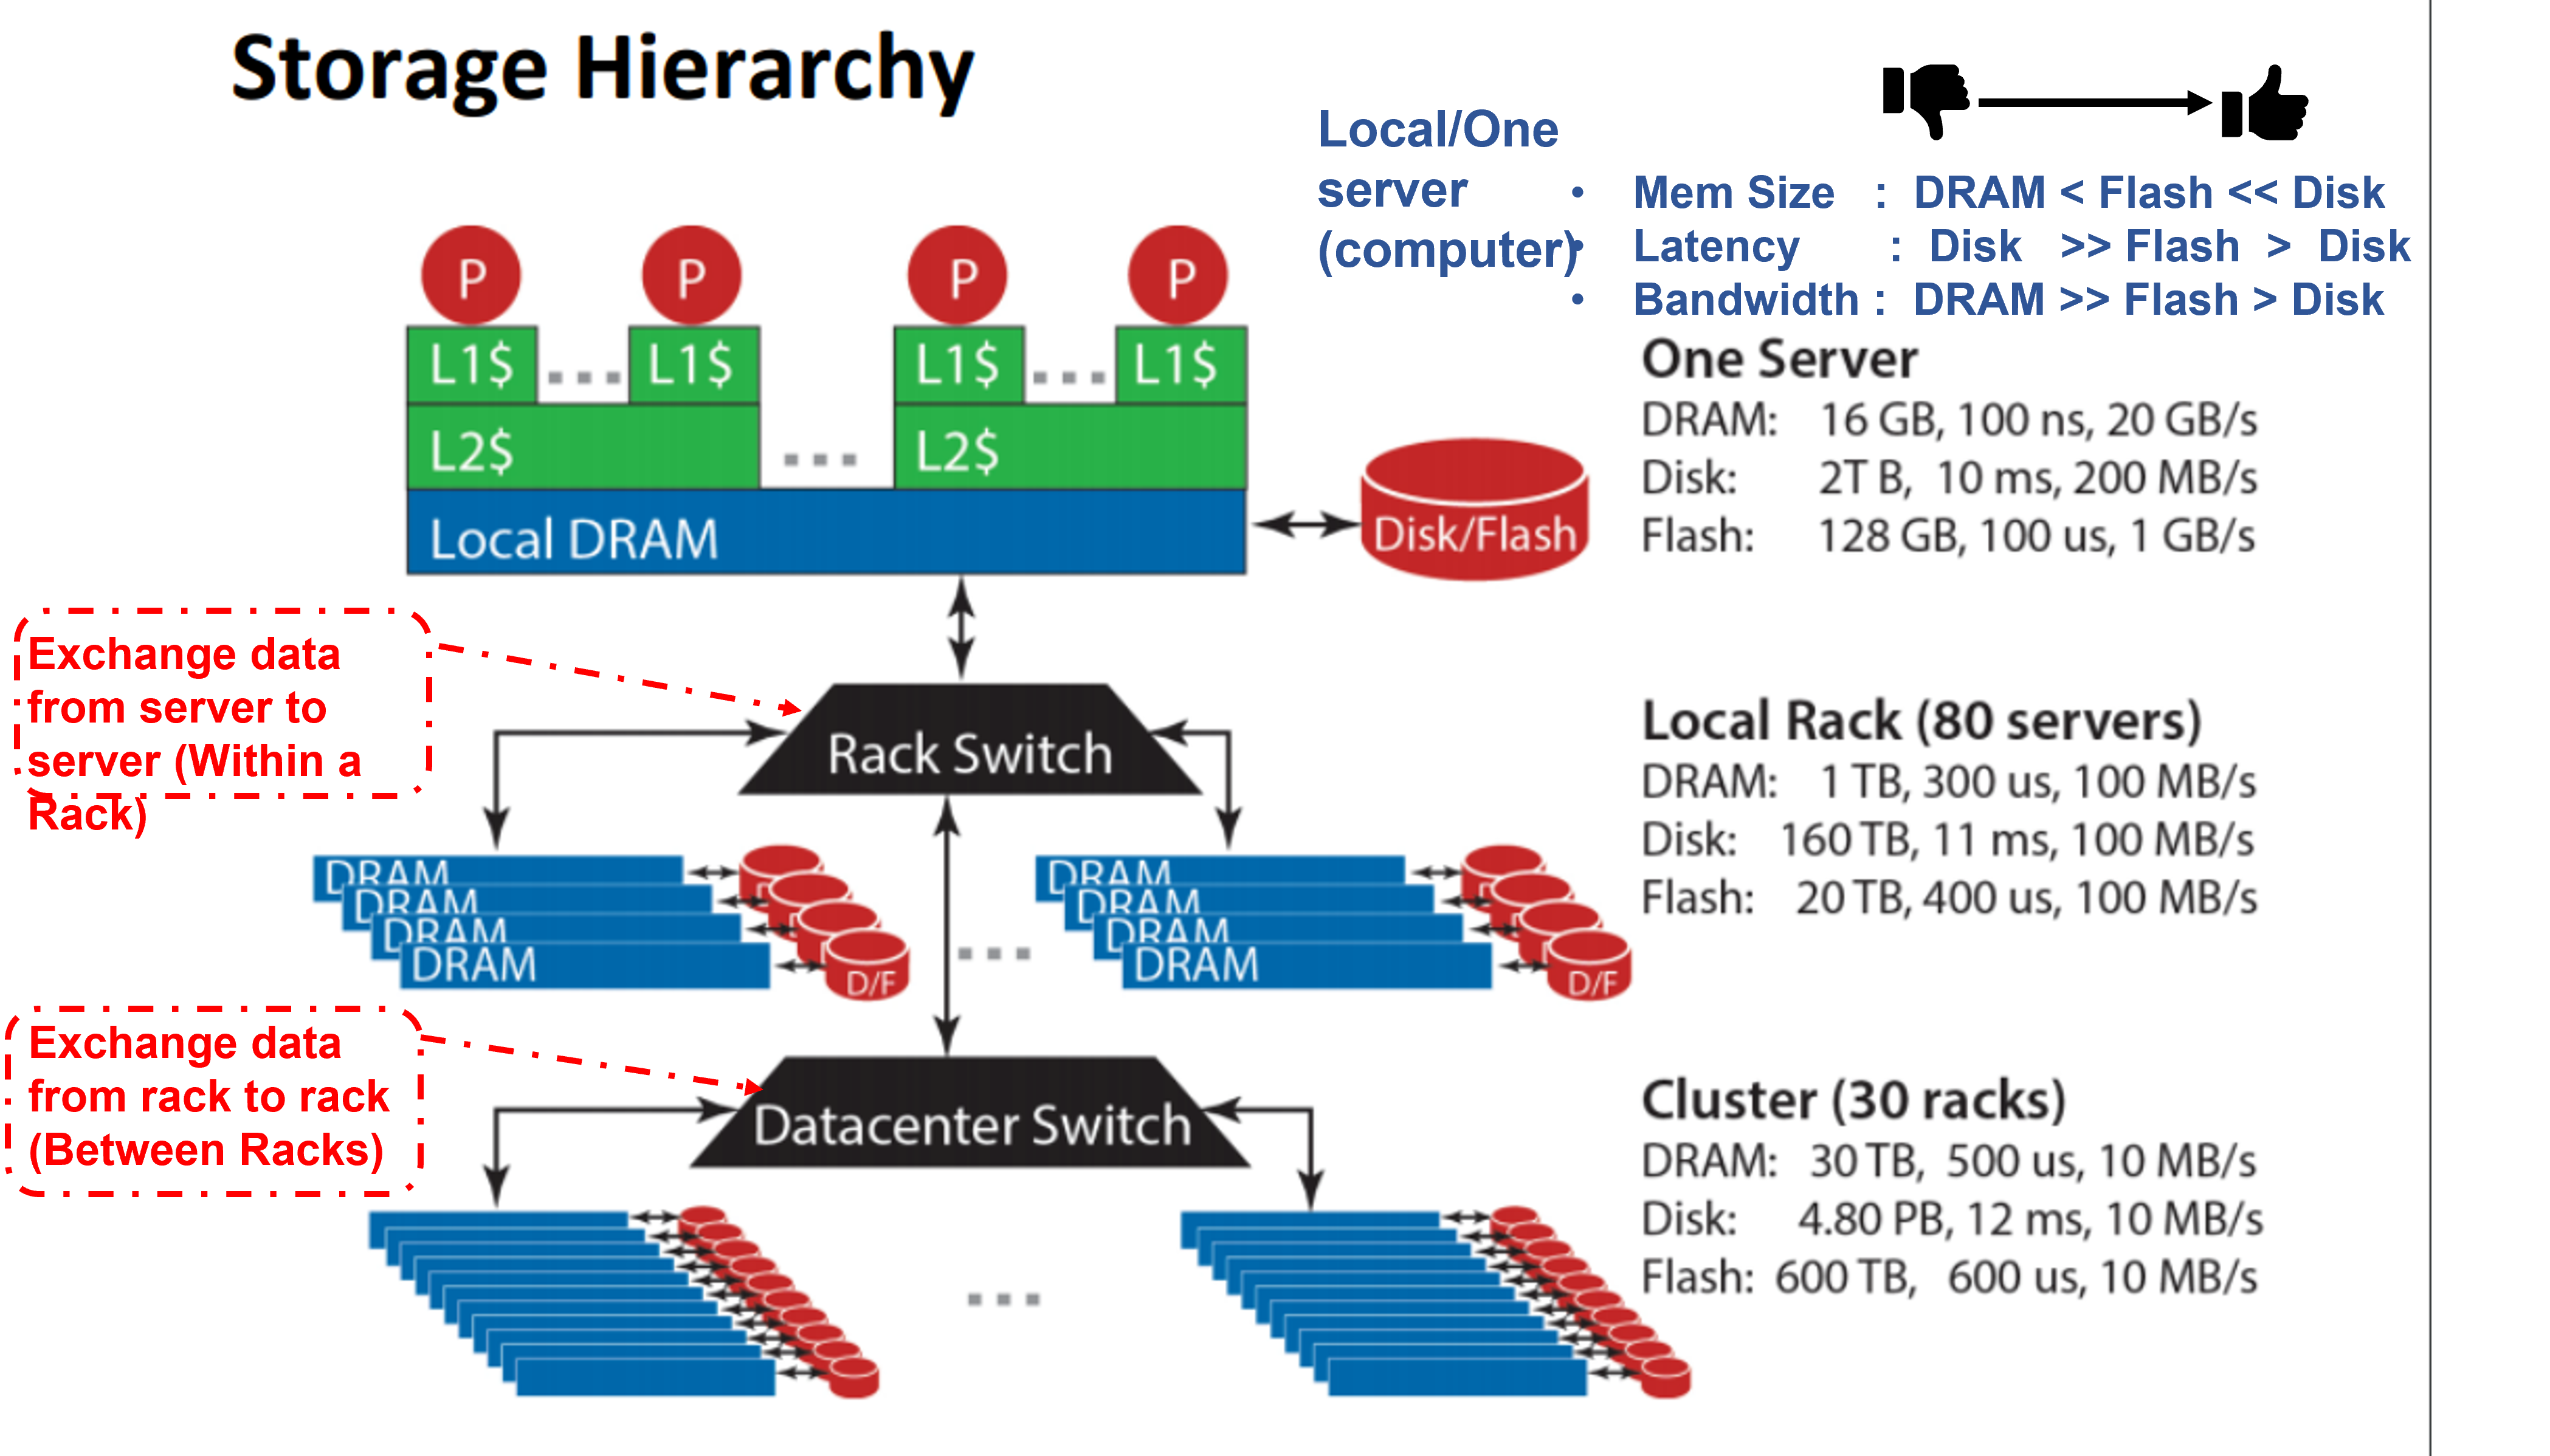 Storage Hierarchy
Local/One
server
(computer)
• Mem Size : DRAM < Flash << Disk
• Latency : Disk >> Flash > Disk
• Bandwidth : DRAM >> Flash > Disk
P P P P
L1$ L1$ L1$ L1$
L2$ L2$
Local DRAM
Disk/Flash
One Server
DRAM: 16 GB, 100 ns, 20 GB/s
Disk: 2T B, 10 ms, 200 MB/s
Flash: 128 GB, 100 us, 1 GB/s
Exchange data
from server to
server (Within a
Rack)
Rack Switch
Local Rack (80 servers)
DRAM: 1 TB, 300 us, 100 MB/s
Disk: 160 TB, 11 ms, 100 MB/s
Flash: 20 TB, 400 us, 100 MB/s
DRAM
DRAM
DRAM
DRAM
D/F
DRAM
DRAM
DRAM
DRAM
D/F
Exchange data
from rack to rack
(Between Racks)
Datacenter Switch
Cluster (30 racks)
DRAM: 30 TB, 500 us, 10 MB/s
Disk: 4.80 PB, 12 ms, 10 MB/s
Flash: 600 TB, 600 us, 10 MB/s